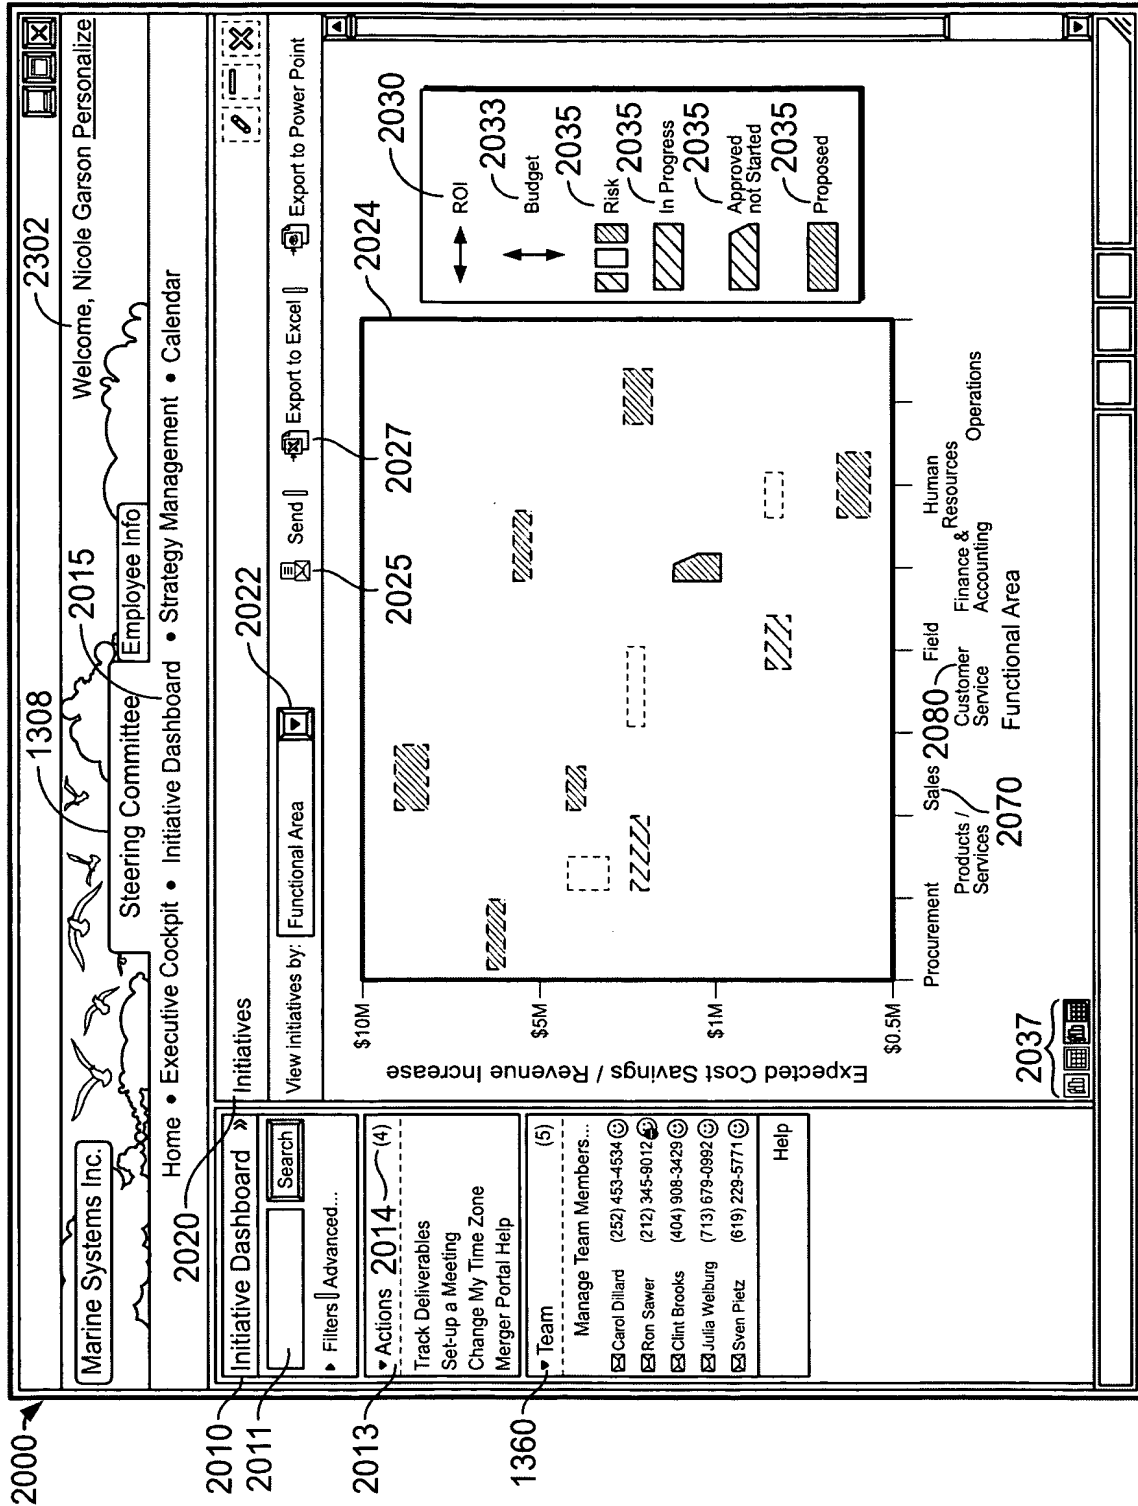 2000
2302
Welcome, Nicole Garson Personalize
1308
Marine Systems Inc.
Steering Committee
Employee Info
2015
Home • Executive Cockpit • Initiative Dashboard • Strategy Management • Calendar
2020
2010
Initiative Dashboard » Initiatives
2011
Search
Filters Advanced...
2022
View initiatives by: Functional Area
Send
Export to Excel
Export to Power Point
2025
2027
2013
Actions 2014 (4)
Track Deliverables
Set-up a Meeting
Change My Time Zone
Merger Portal Help
1360
Team (5)
Manage Team Members...
Carol Dillard (252) 453-4534
Ron Sawer (212) 345-9012
Clint Brooks (404) 908-3429
Julia Welburg (713) 679-0992
Sven Pietz (619) 229-5771
Help
2024
Expected Cost Savings / Revenue Increase
$10M
$5M
$1M
$0.5M
Procurement
Products / Services
Sales
Field
Customer Service
Finance & Accounting
Human Resources
Operations
2070
2080
Functional Area
2037
ROI
2030
Budget
2033
Risk
2035
In Progress
2035
Approved not Started
2035
Proposed
2035